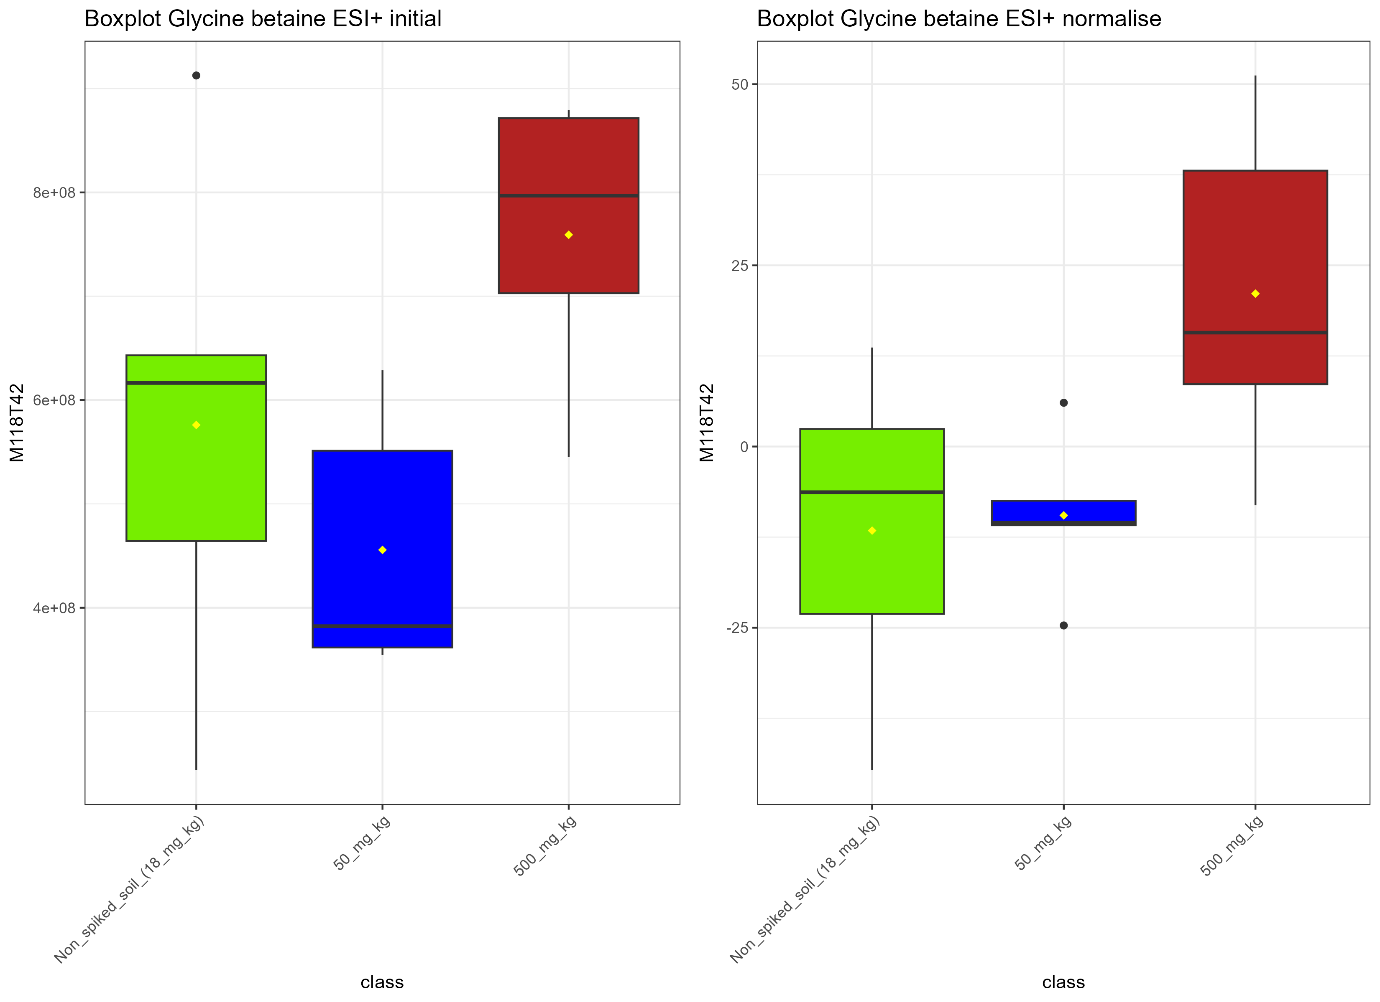 Boxplot Glycine betaine ESI+ initial
M118T42
8e+08
6e+08
4e+08
Non_spiked_soil_(18_mg_kg)
50_mg_kg
500_mg_kg
class
Boxplot Glycine betaine ESI+ normalise
M118T42
50
25
0
-25
Non_spiked_soil_(18_mg_kg)
50_mg_kg
500_mg_kg
class